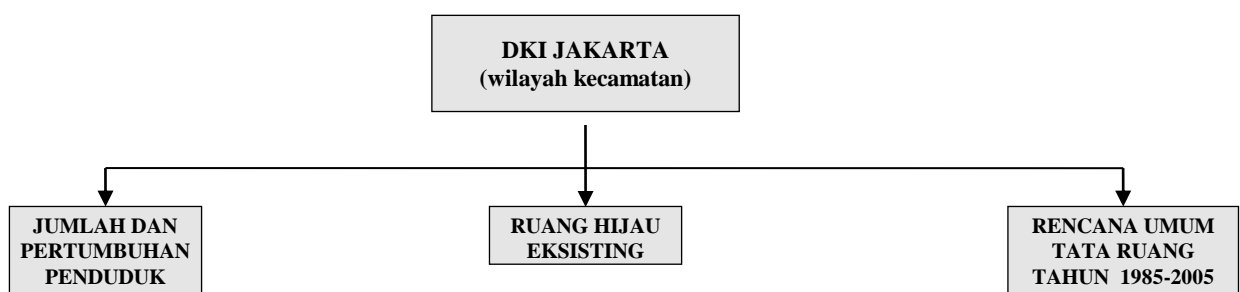 DKI JAKARTA
(wilayah kecamatan)
JUMLAH DAN
PERTUMBUHAN
PENDUDUK
RUANG HIJAU
EKSISTING
RENCANA UMUM
TATA RUANG
TAHUN 1985-2005